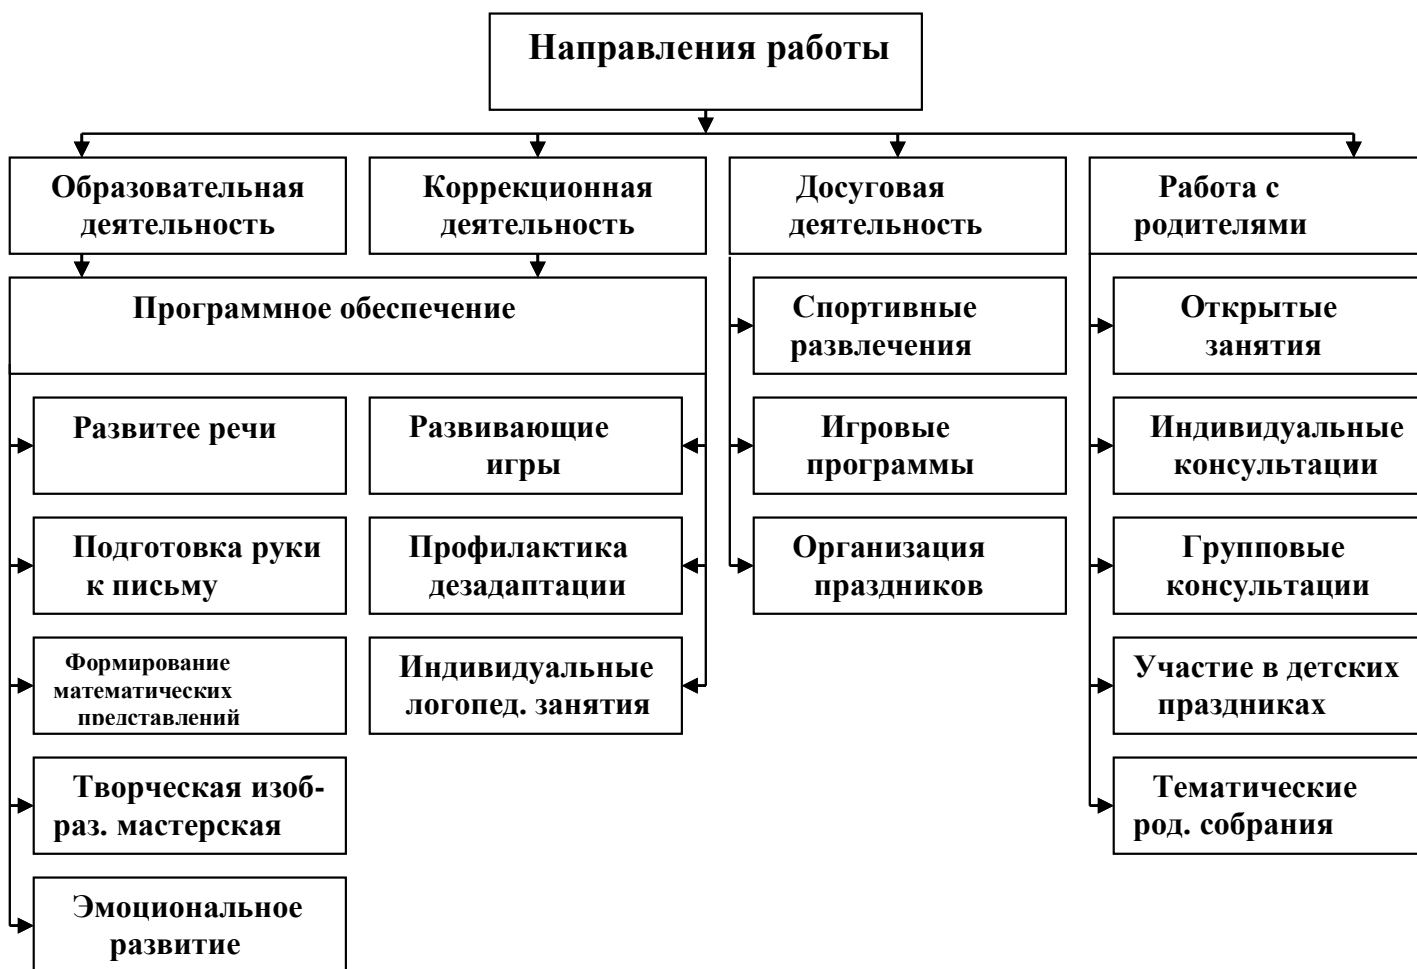 Направления работы
Образовательная
деятельность
Коррекционная
деятельность
Досуговая
деятельность
Работа с
родителями
Программное обеспечение
Спортивные
развлечения
Открытые
занятия
Развитее речи
Развивающие
игры
Игровые
программы
Индивидуальные
консультации
Подготовка руки
к письму
Профилактика
дезадаптации
Организация
праздников
Групповые
консультации
Формирование
математических
представлений
Индивидуальные
логопед. занятия
Участие в детских
праздниках
Творческая изоб-
раз. мастерская
Тематические
род. собрания
Эмоциональное
развитие